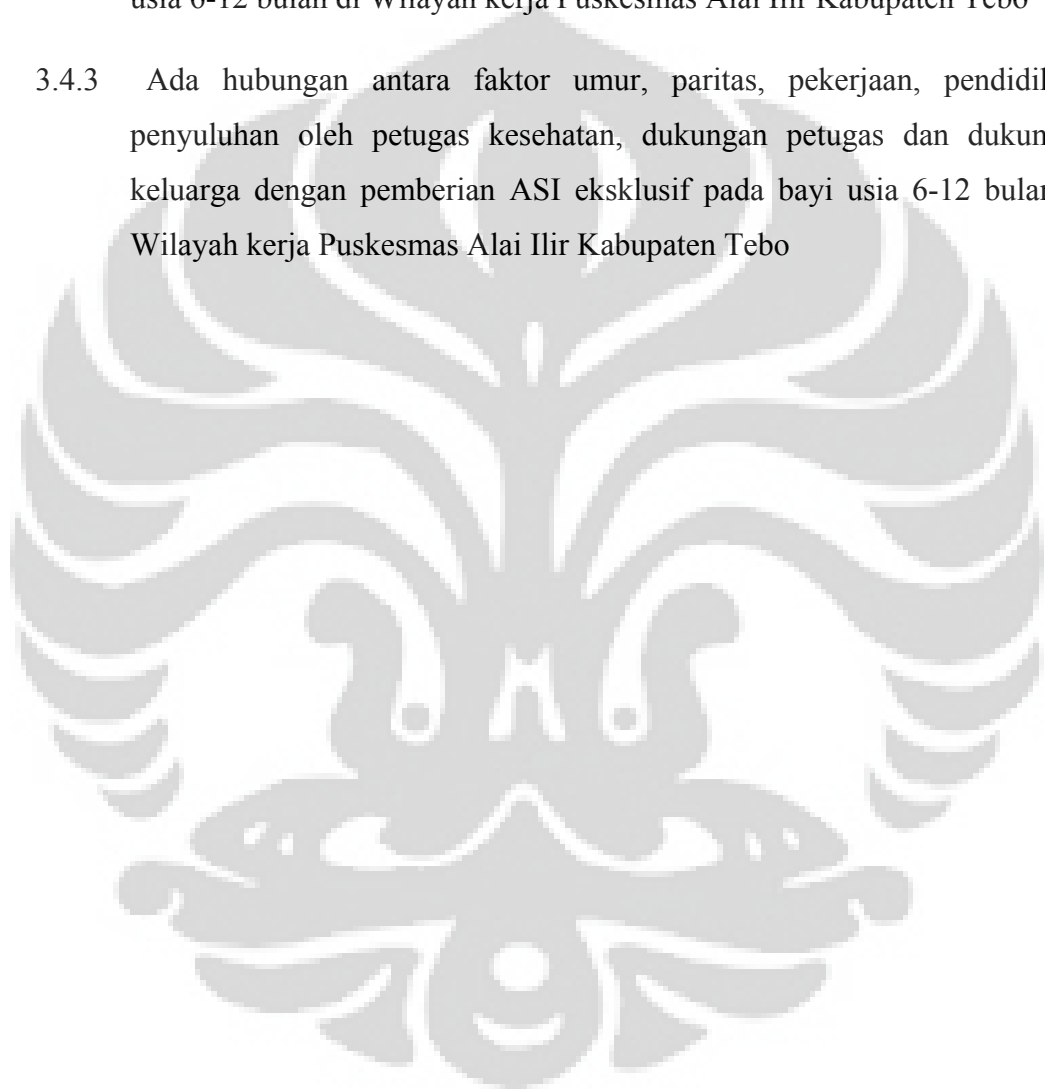 usia 6-12 bulan di Wilayah kerja Puskesmas Alai Ilir Kabupaten Tebo
3.4.3 Ada hubungan antara faktor umur, paritas, pekerjaan, pendidik
penyuluhan oleh petugas kesehatan, dukungan petugas dan dukun
keluarga dengan pemberian ASI eksklusif pada bayi usia 6-12 bulan
Wilayah kerja Puskesmas Alai Ilir Kabupaten Tebo